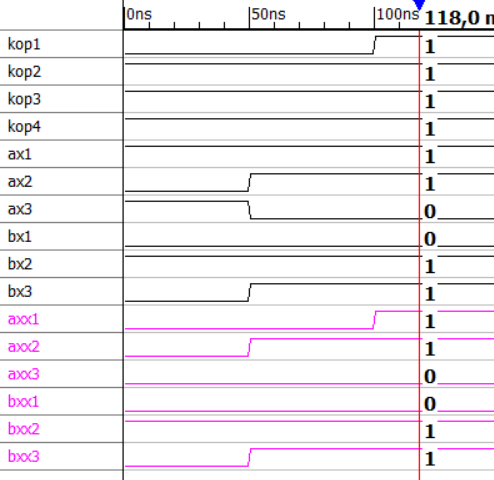 0ns 50ns 100ns 118,0 n
kop1 1
kop2 1
kop3 1
kop4 1
ax1 1
ax2 1
ax3 0
bx1 0
bx2 1
bx3 1
axx1 1
axx2 1
axx3 0
bxx1 0
bxx2 1
bxx3 1